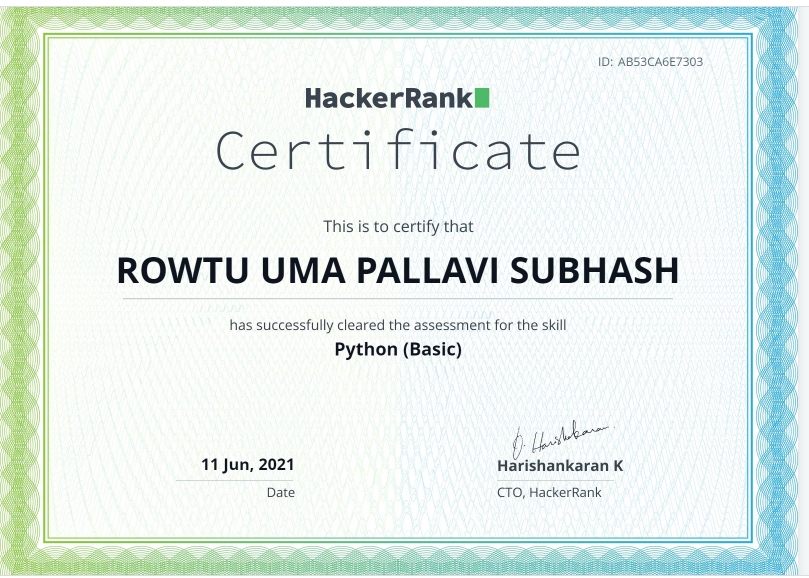 ID: AB53CA6E7303
HackerRank
Certificate
This is to certify that
ROWTU UMA PALLAVI SUBHASH
has successfully cleared the assessment for the skill
Python (Basic)
11 Jun, 2021
Date
Harishankaran K
CTO, HackerRank